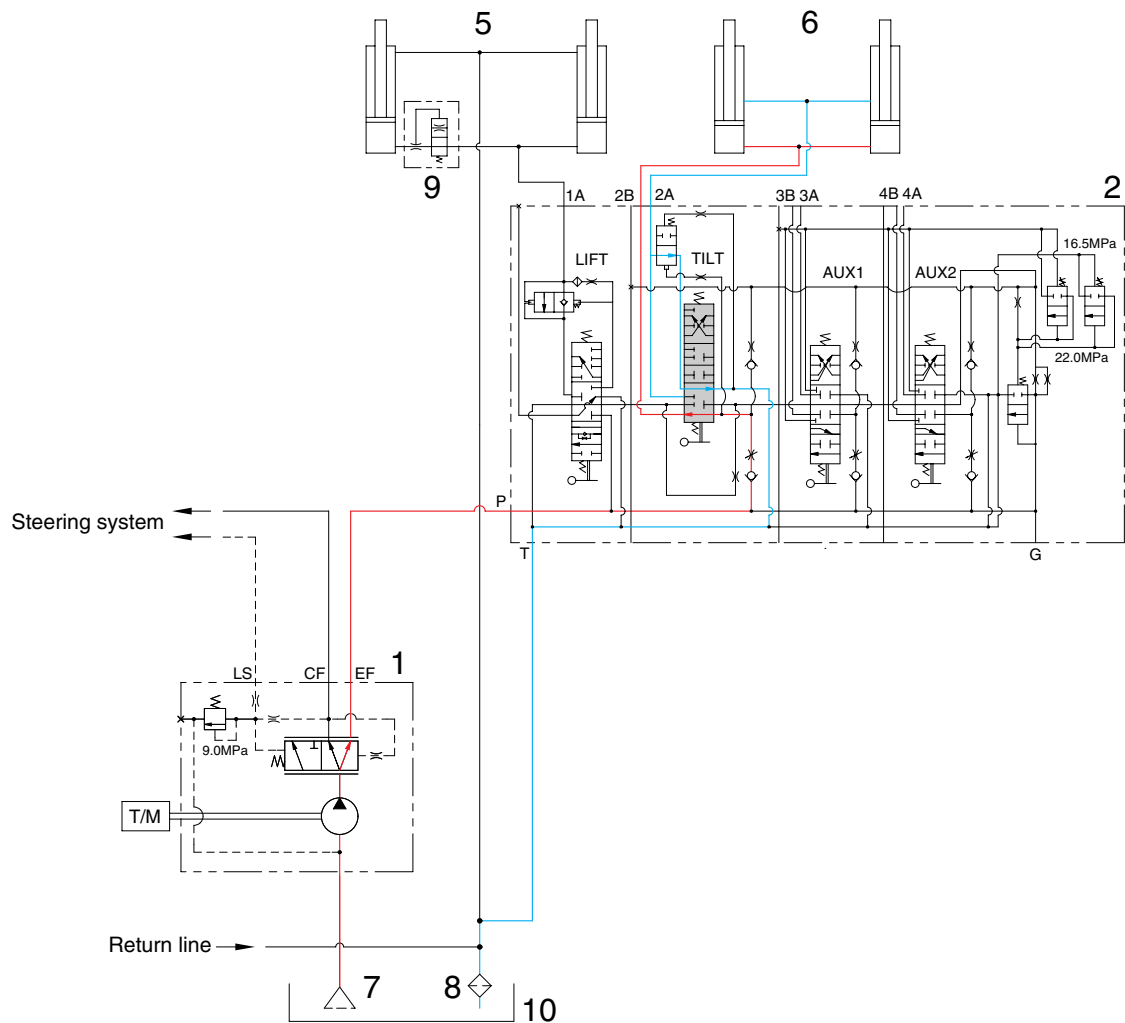 5
6
9
1A
2B
2A
3B
3A
4B
4A
2
LIFT
TILT
AUX1
AUX2
16.5MPa
22.0MPa
P
T
G
Steering system
LS
CF
EF
1
9.0MPa
T/M
Return line
7
8
10